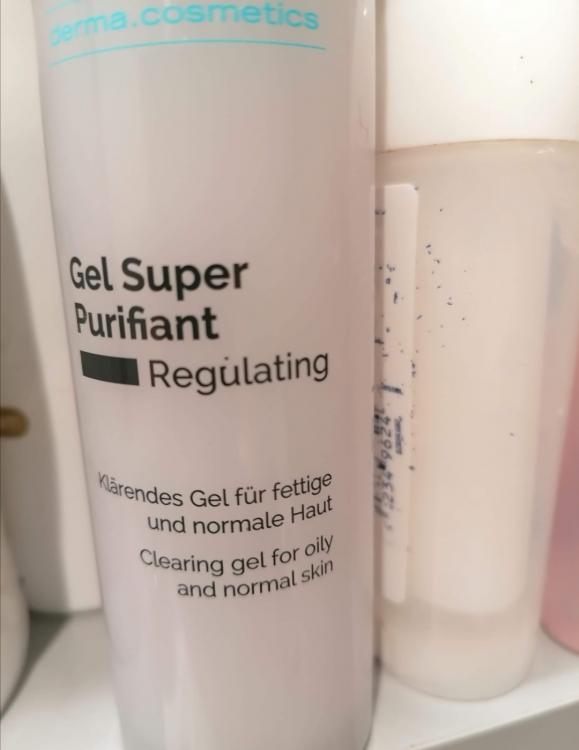 derma.cosmetics
Gel Super
Purifiant
Regulating
Klärendes Gel für fettige
und normale Haut
Clearing gel for oily
and normal skin